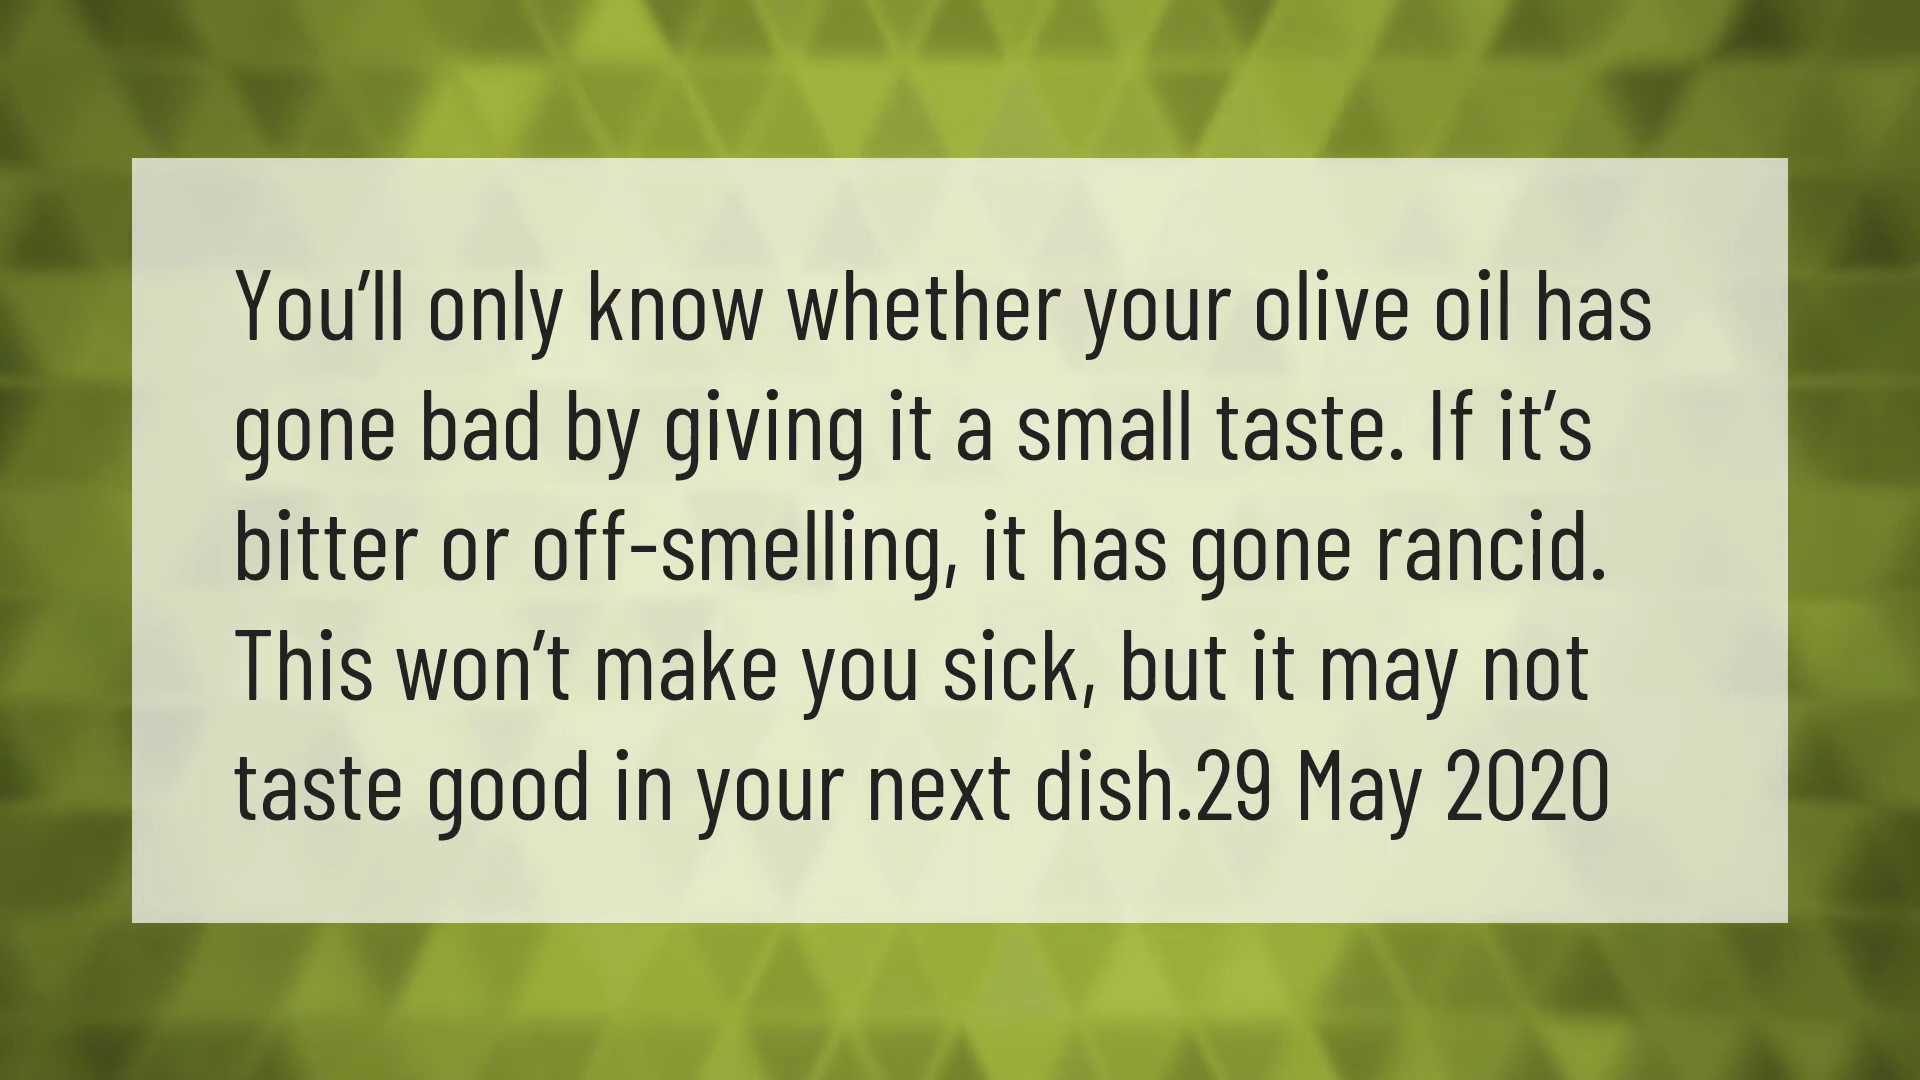 You’ll only know whether your olive oil has
gone bad by giving it a small taste. If it’s
bitter or off-smelling, it has gone rancid.
This won’t make you sick, but it may not
taste good in your next dish.29 May 2020